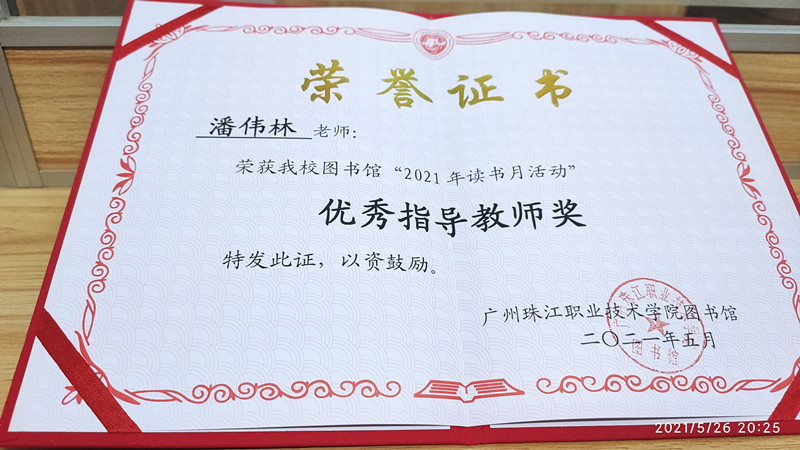 荣誉证书
潘伟林 老师：
荣获我校图书馆“2021年读书月活动”
优秀指导教师奖
特发此证，以资鼓励。
广州珠江职业技术学院图书馆
二〇二一年五月
图书馆
2021/5/26 20:25